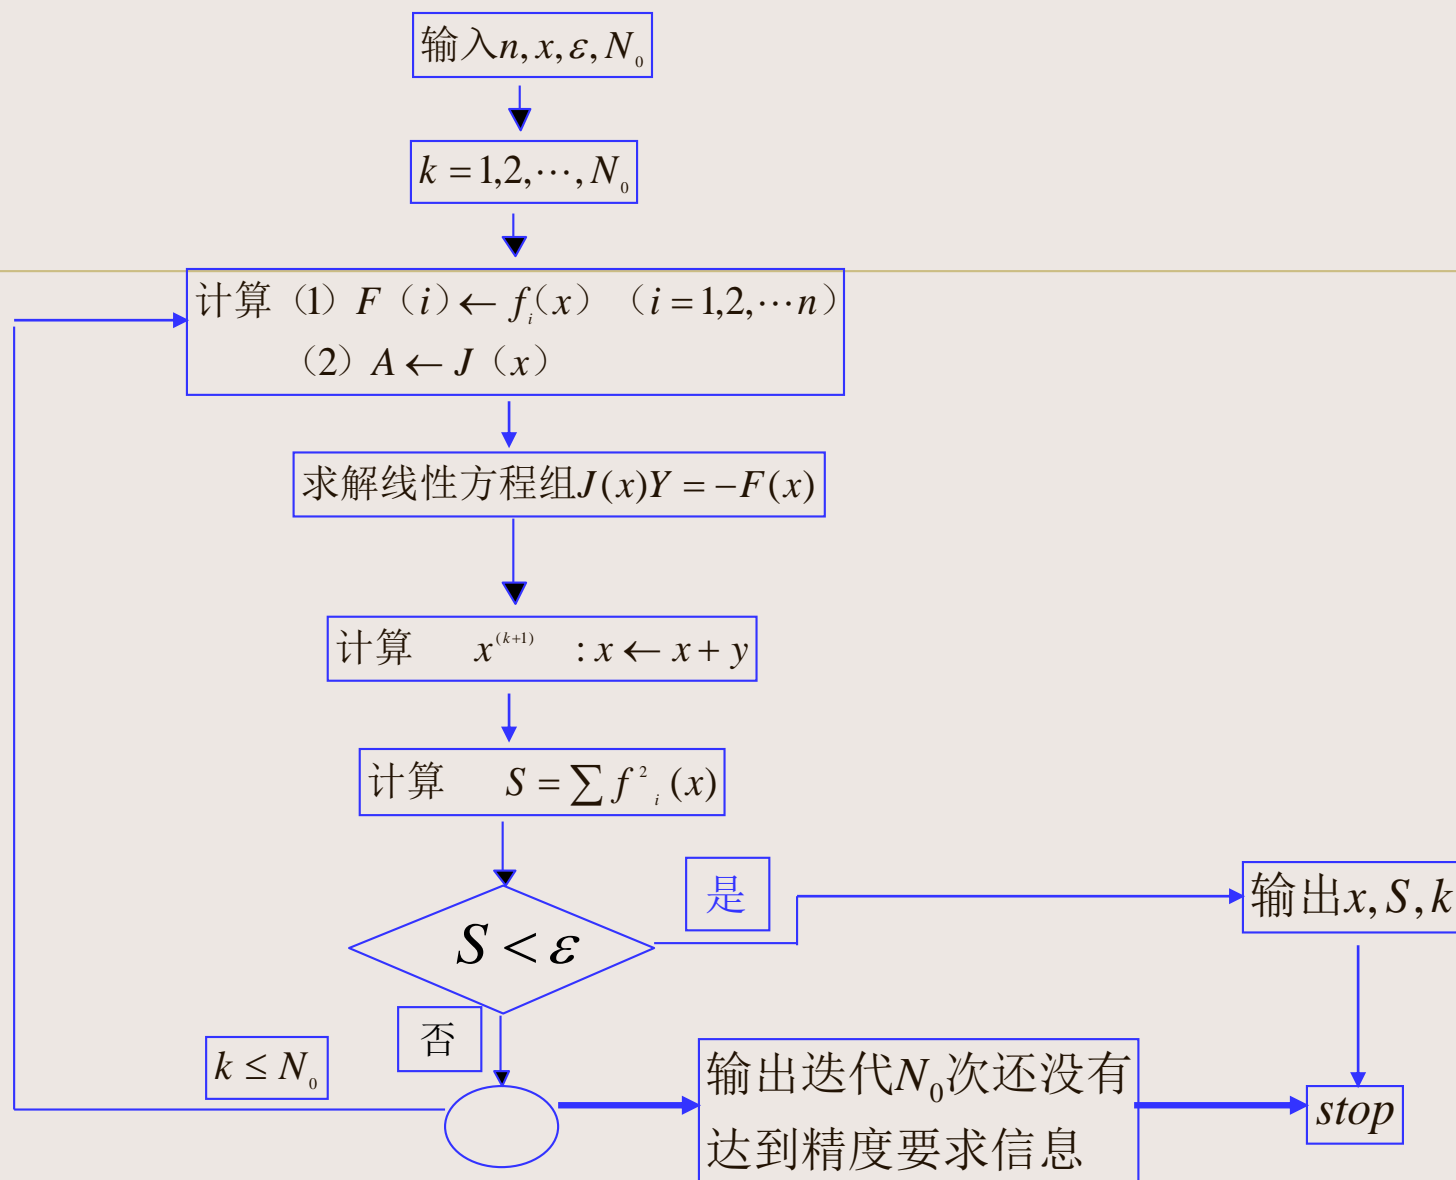 输入n, x, ε, N₀
k = 1,2,⋯, N₀
计算（1）F（i）← fᵢ(x) （i = 1,2,⋯n）
（2）A ← J（x）
求解线性方程组J(x)Y = −F(x)
计算 x⁽ᵏ⁺¹⁾ : x ← x + y
计算 S = ∑ f²ᵢ(x)
S < ε
是
输出x, S, k
否
k ≤ N₀
输出迭代N₀次还没有
达到精度要求信息
stop